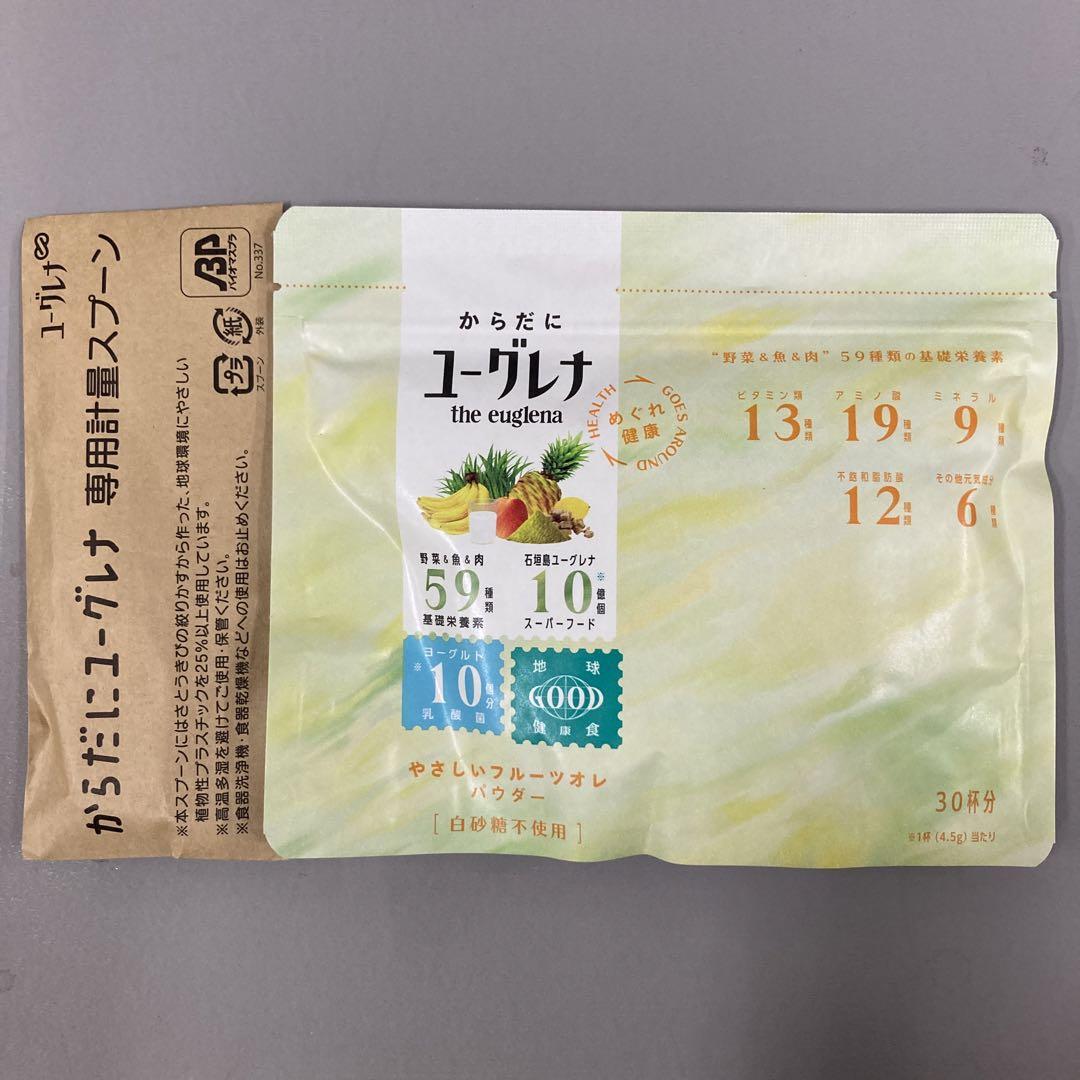 ユーグレナ
からだにユーグレナ 専用計量スプーン
BP
バイオマスプラ
No.337
紙
外装
プラ
スプーン
※本スプーンにはさとうきびの絞りかすから作った、地球環境にやさしい
植物性プラスチックを25%以上使用しています。
※高温多湿を避けてご使用・保管ください。
※食器洗浄機・食器乾燥機などへの使用はお止めください。
からだに
ユーグレナ
the euglena
HEALTH GOES AROUND
めぐれ
健康
野菜&魚&肉
59種類
基礎栄養素
石垣島ユーグレナ
10億個※
スーパーフード
ヨーグルト
※10個分
乳酸菌
地球
GOOD
健康食
やさしいフルーツオレ
パウダー
[白砂糖不使用]
"野菜&魚&肉" 59種類の基礎栄養素
ビタミン類
13種類
アミノ酸
19種類
ミネラル
9種類
不飽和脂肪酸
12種類
その他元気成分
6種類
30杯分
※1杯(4.5g)当たり